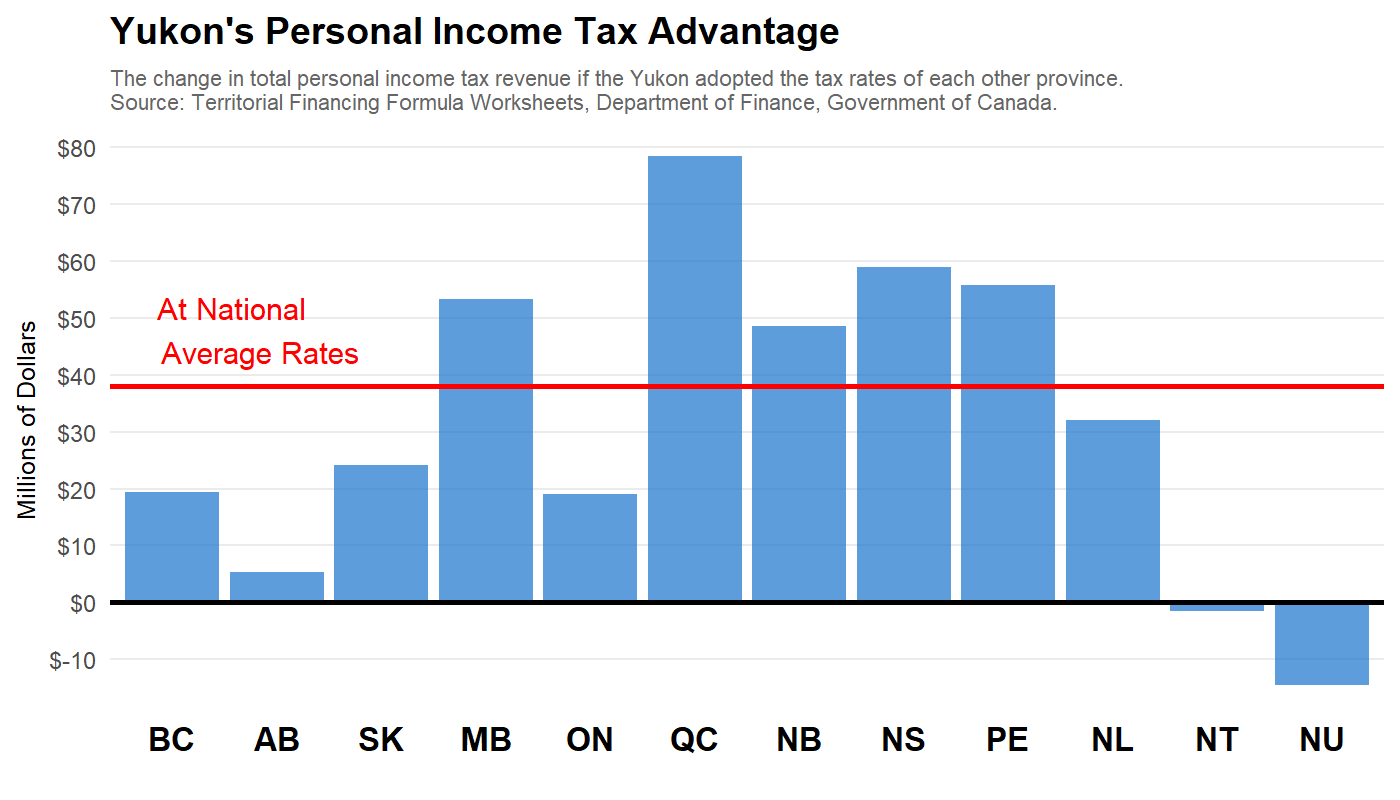 Yukon's Personal Income Tax Advantage
The change in total personal income tax revenue if the Yukon adopted the tax rates of each other province.
Source: Territorial Financing Formula Worksheets, Department of Finance, Government of Canada.
Millions of Dollars
$80
$70
$60
$50
$40
$30
$20
$10
$0
$-10
At National
Average Rates
BC AB SK MB ON QC NB NS PE NL NT NU